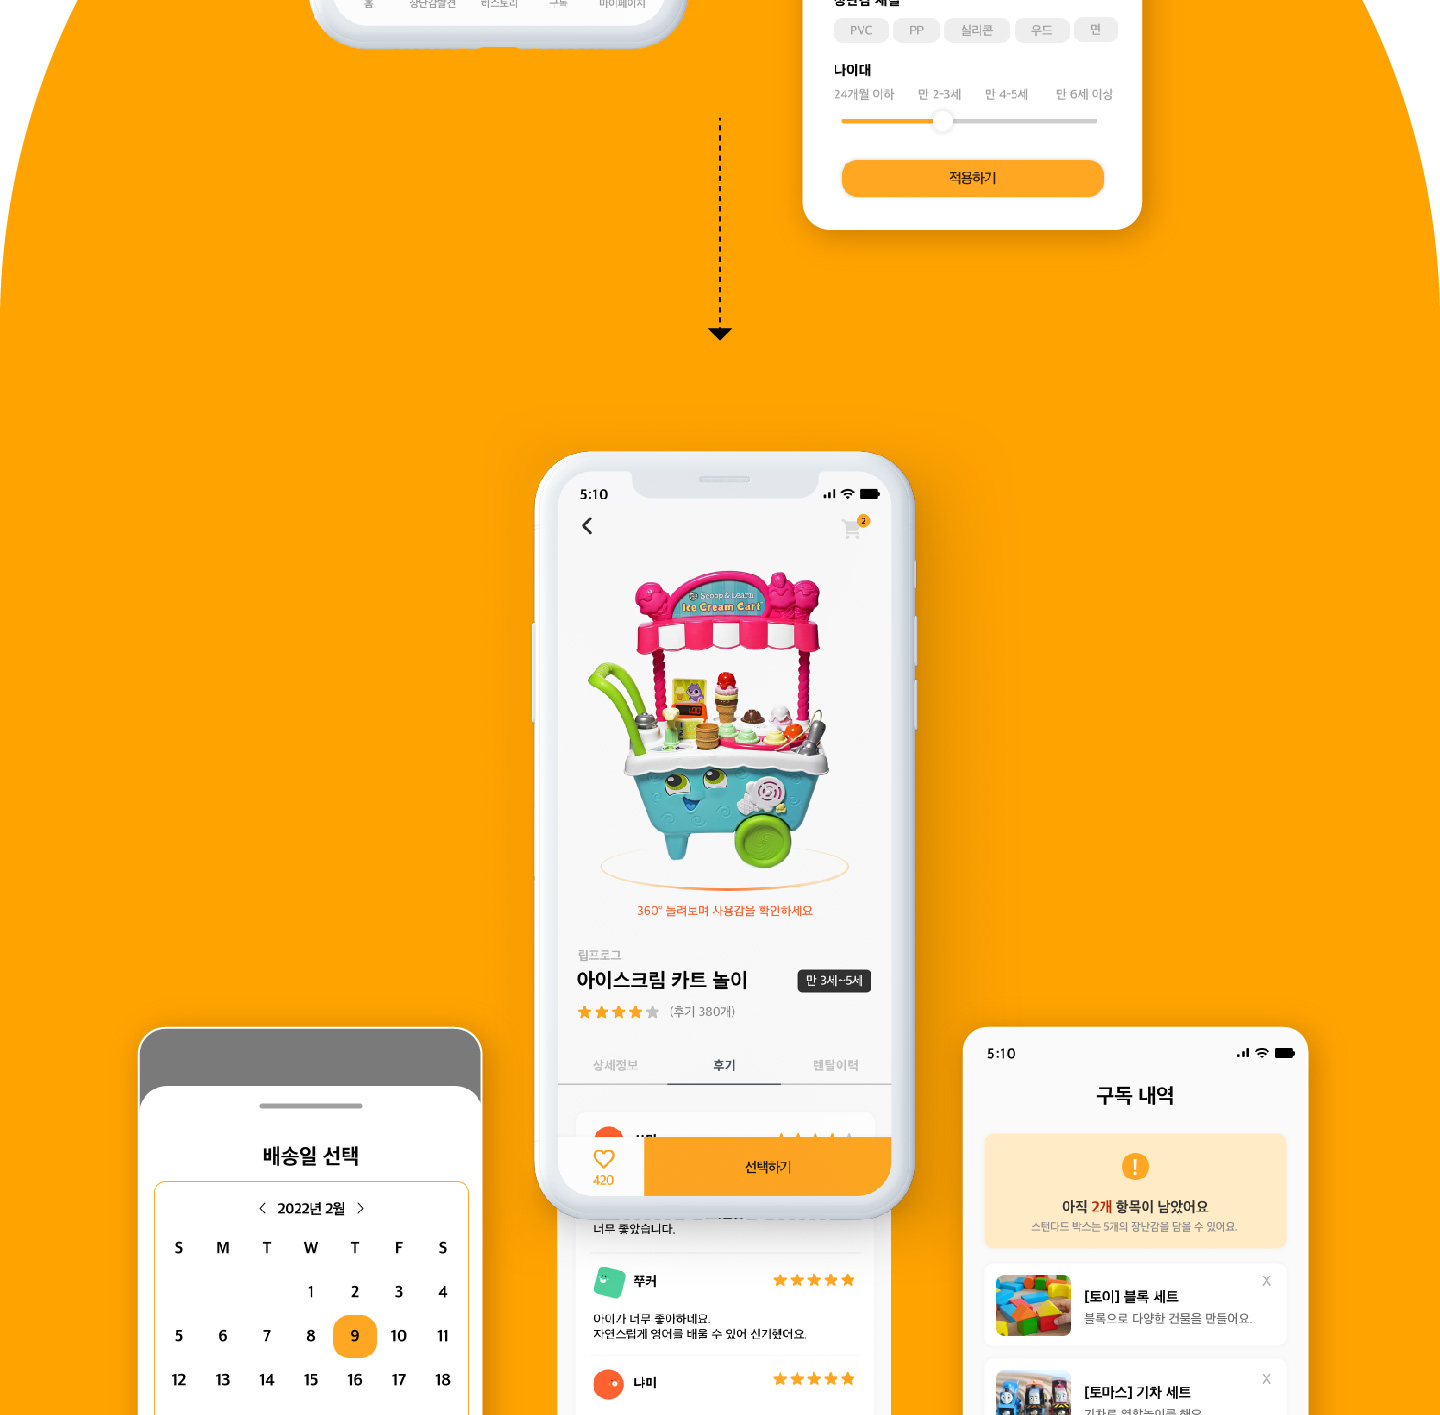 홈 장난감발견 히스토리 구독 마이페이지
장난감 재질
PVC PP 실리콘 우드 면
나이대
24개월 이하 만 2-3세 만 4-5세 만 6세 이상
적용하기
5:10
2
Scoop & Learn
Ice Cream Cart
360° 돌려보며 사용감을 확인하세요
립프로그
아이스크림 카트 놀이
만 3세~5세
(후기 380개)
상세정보 후기 렌탈이력
420
선택하기
너무 좋았습니다.
쭈커
아이가 너무 좋아하네요.
자연스럽게 영어를 배울 수 있어 신기했어요.
냐미
배송일 선택
< 2022년 2월 >
S M T W T F S
1 2 3 4
5 6 7 8 9 10 11
12 13 14 15 16 17 18
5:10
구독 내역
!
아직 2개 항목이 남았어요
스탠다드 박스는 5개의 장난감을 담을 수 있어요.
X
[토이] 블록 세트
블록으로 다양한 건물을 만들어요.
X
[토마스] 기차 세트
기차로 역할놀이를 해요